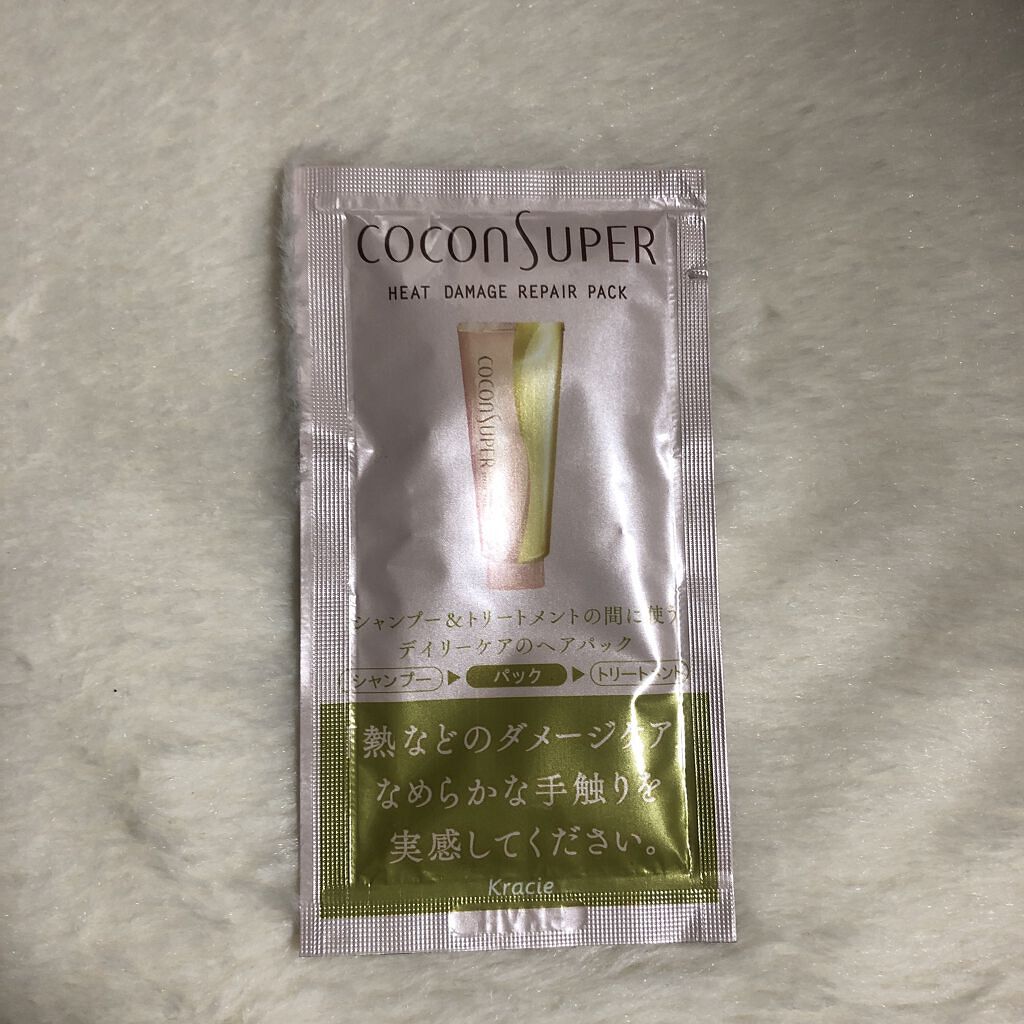 COCONSUPER
HEAT DAMAGE REPAIR PACK
COCONSUPER
シャンプー&トリートメントの間に使う
デイリーケアのヘアパック
シャンプー ▶ パック ▶ トリートメント
熱などのダメージケア
なめらかな手触りを
実感してください。
Kracie